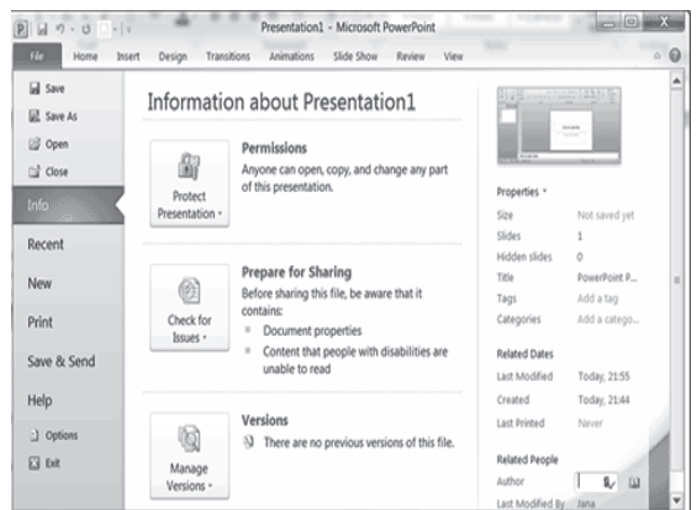 Presentation1 - Microsoft PowerPoint
File Home Insert Design Transitions Animations Slide Show Review View
Save
Save As
Open
Close
Info
Recent
New
Print
Save & Send
Help
Options
Exit
Information about Presentation1
Protect
Presentation
Permissions
Anyone can open, copy, and change any part
of this presentation.
Check for
Issues
Prepare for Sharing
Before sharing this file, be aware that it
contains:
Document properties
Content that people with disabilities are
unable to read
Manage
Versions
Versions
There are no previous versions of this file.
Properties
Size Not saved yet
Slides 1
Hidden slides 0
Title PowerPoint P...
Tags Add a tag
Categories Add a catego...
Related Dates
Last Modified Today, 21:55
Created Today, 21:44
Last Printed Never
Related People
Author
Last Modified By Jana